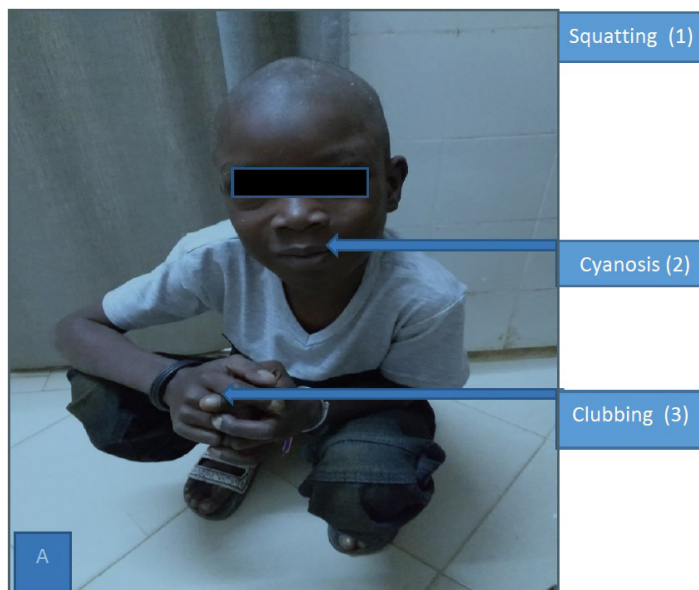 Squatting (1)
Cyanosis (2)
Clubbing (3)
A